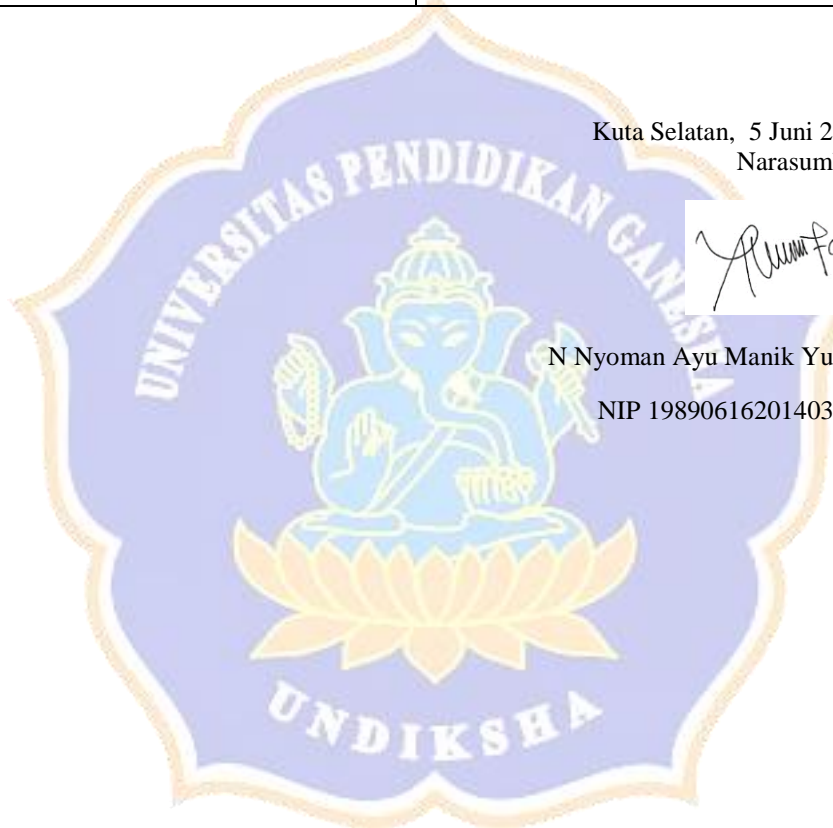 Kuta Selatan,  5 Juni 2
Narasum
UNIVERSITAS PENDIDIKAN GANESHA
N Nyoman Ayu Manik Yu
NIP 19890616201403
UNDIKSHA